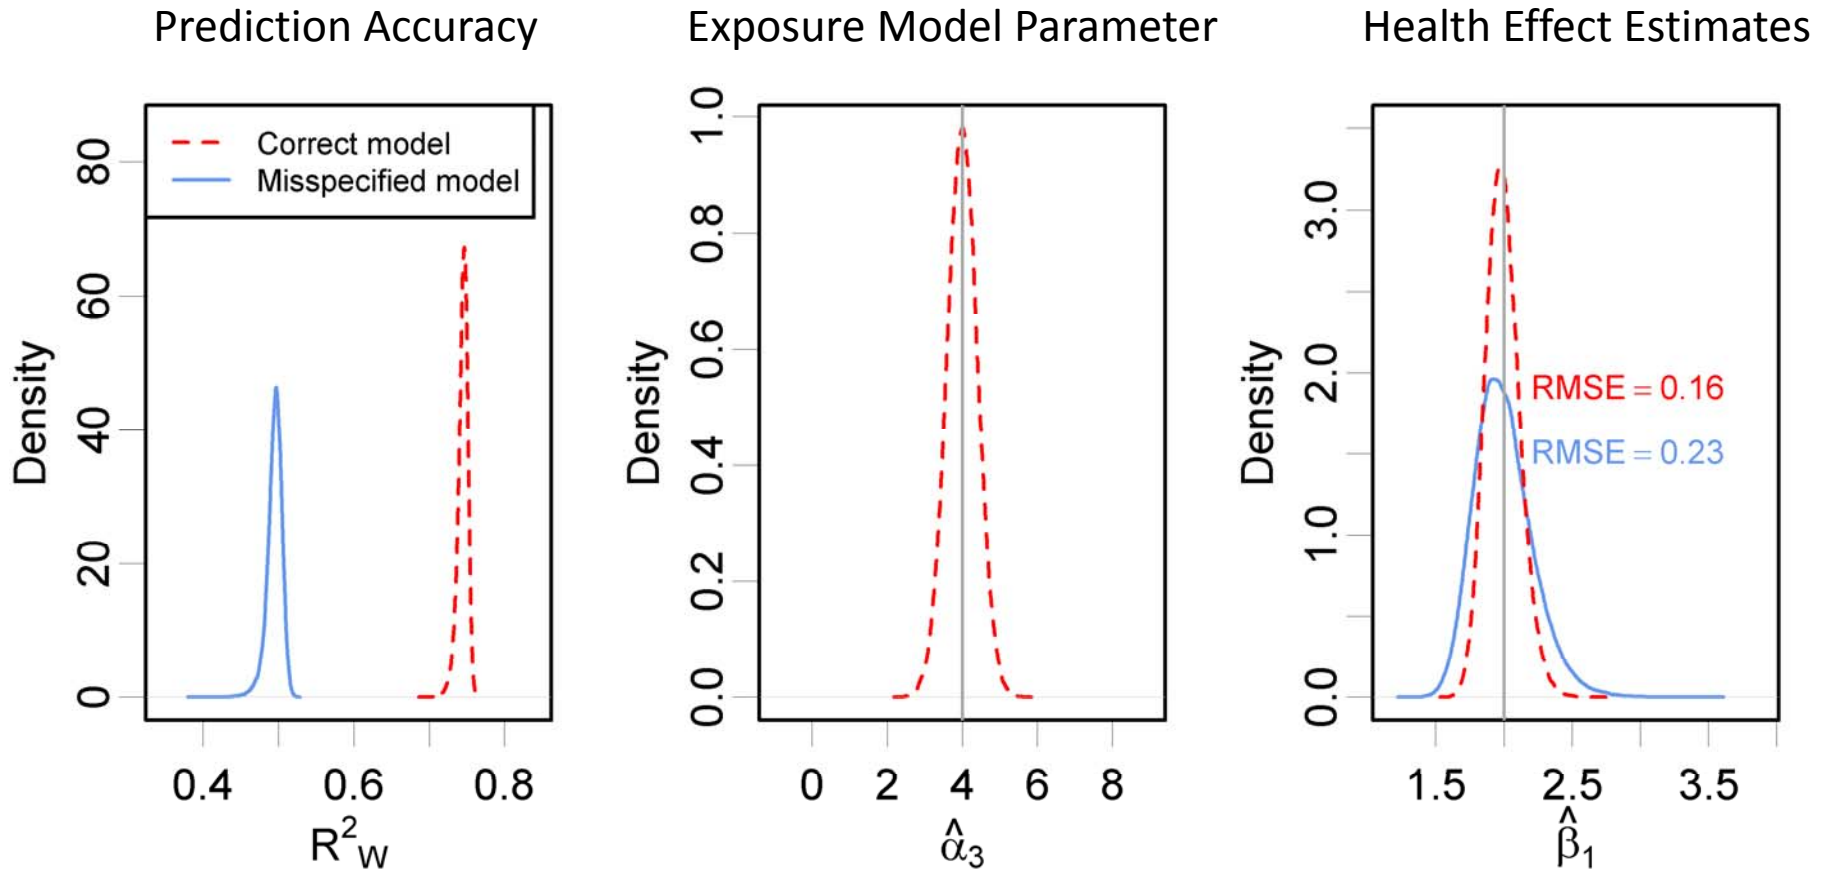 Prediction Accuracy
Exposure Model Parameter
Health Effect Estimates
Correct model
Misspecified model
Density
0 20 40 60 80
0.4 0.6 0.8
R²W
Density
0.0 0.2 0.4 0.6 0.8 1.0
0 2 4 6 8
α̂₃
RMSE = 0.16
RMSE = 0.23
Density
0.0 1.0 2.0 3.0
1.5 2.5 3.5
β̂₁